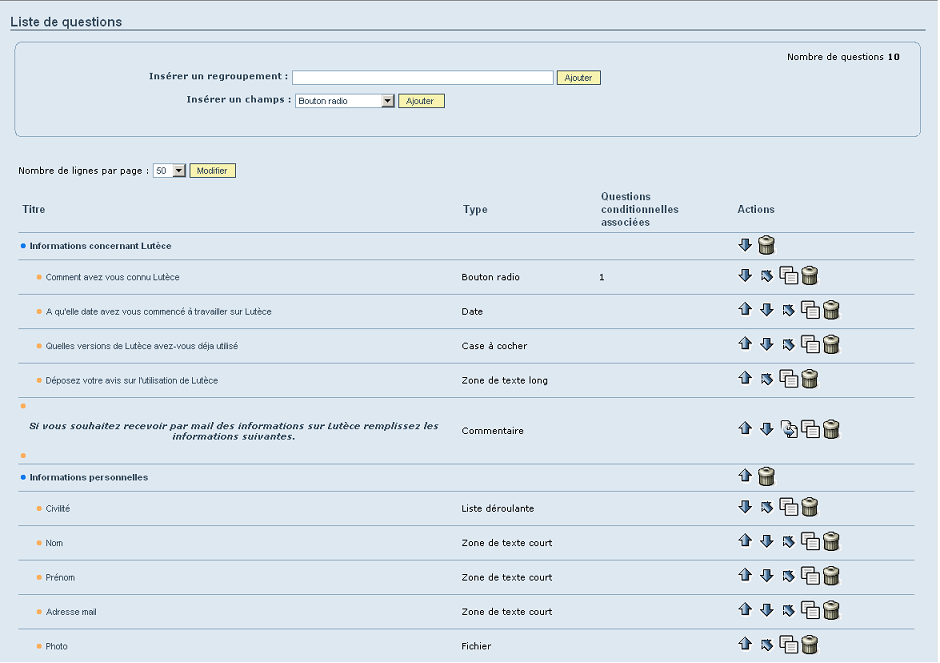 Liste de questions
Nombre de questions 10
Insérer un regroupement :
Ajouter
Insérer un champs :
Bouton radio
Ajouter
Nombre de lignes par page :
50
Modifier
Titre
Type
Questions
conditionnelles
associées
Actions
Informations concernant Lutèce
Comment avez vous connu Lutèce
Bouton radio
1
A qu'elle date avez vous commencé à travailler sur Lutèce
Date
Quelles versions de Lutèce avez-vous déja utilisé
Case à cocher
Déposez votre avis sur l'utilisation de Lutèce
Zone de texte long
Si vous souhaitez recevoir par mail des informations sur Lutèce remplissez les
informations suivantes.
Commentaire
Informations personnelles
Civilité
Liste déroulante
Nom
Zone de texte court
Prénom
Zone de texte court
Adresse mail
Zone de texte court
Photo
Fichier